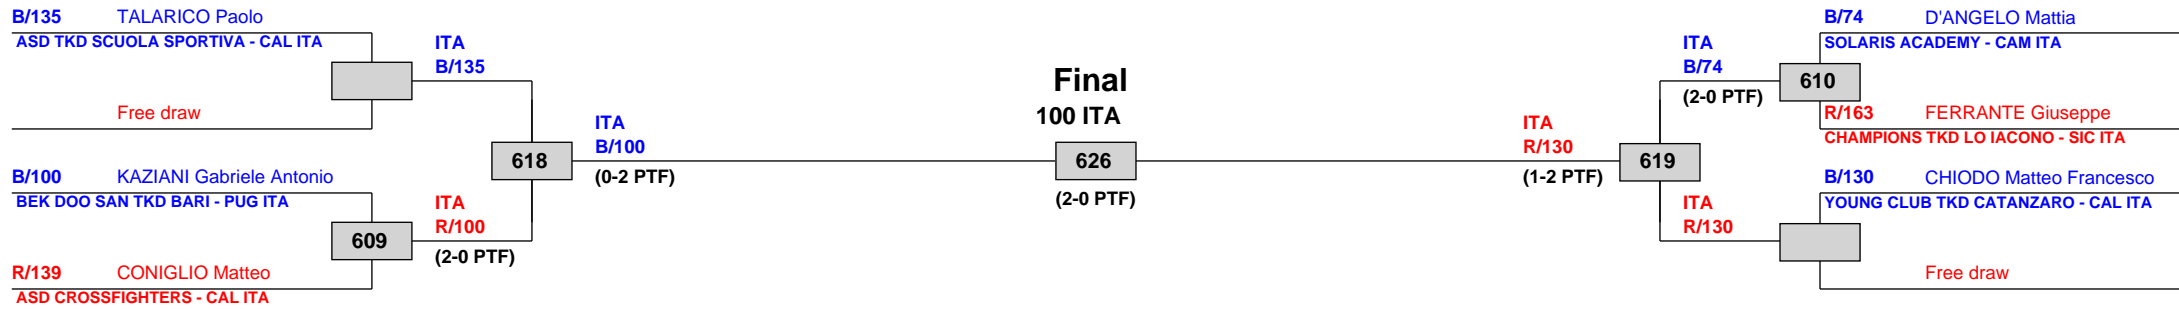 B/135 TALARICO Paolo
ASD TKD SCUOLA SPORTIVA - CAL ITA
Free draw
ITA
B/135
B/100 KAZIANI Gabriele Antonio
BEK DOO SAN TKD BARI - PUG ITA
609
R/139 CONIGLIO Matteo
ASD CROSSFIGHTERS - CAL ITA
ITA
R/100
(2-0 PTF)
618
ITA
B/100
(0-2 PTF)
Final
100 ITA
626
(2-0 PTF)
ITA
R/130
(1-2 PTF)
619
ITA
B/74
(2-0 PTF)
610
B/74 D'ANGELO Mattia
SOLARIS ACADEMY - CAM ITA
R/163 FERRANTE Giuseppe
CHAMPIONS TKD LO IACONO - SIC ITA
ITA
R/130
B/130 CHIODO Matteo Francesco
YOUNG CLUB TKD CATANZARO - CAL ITA
Free draw